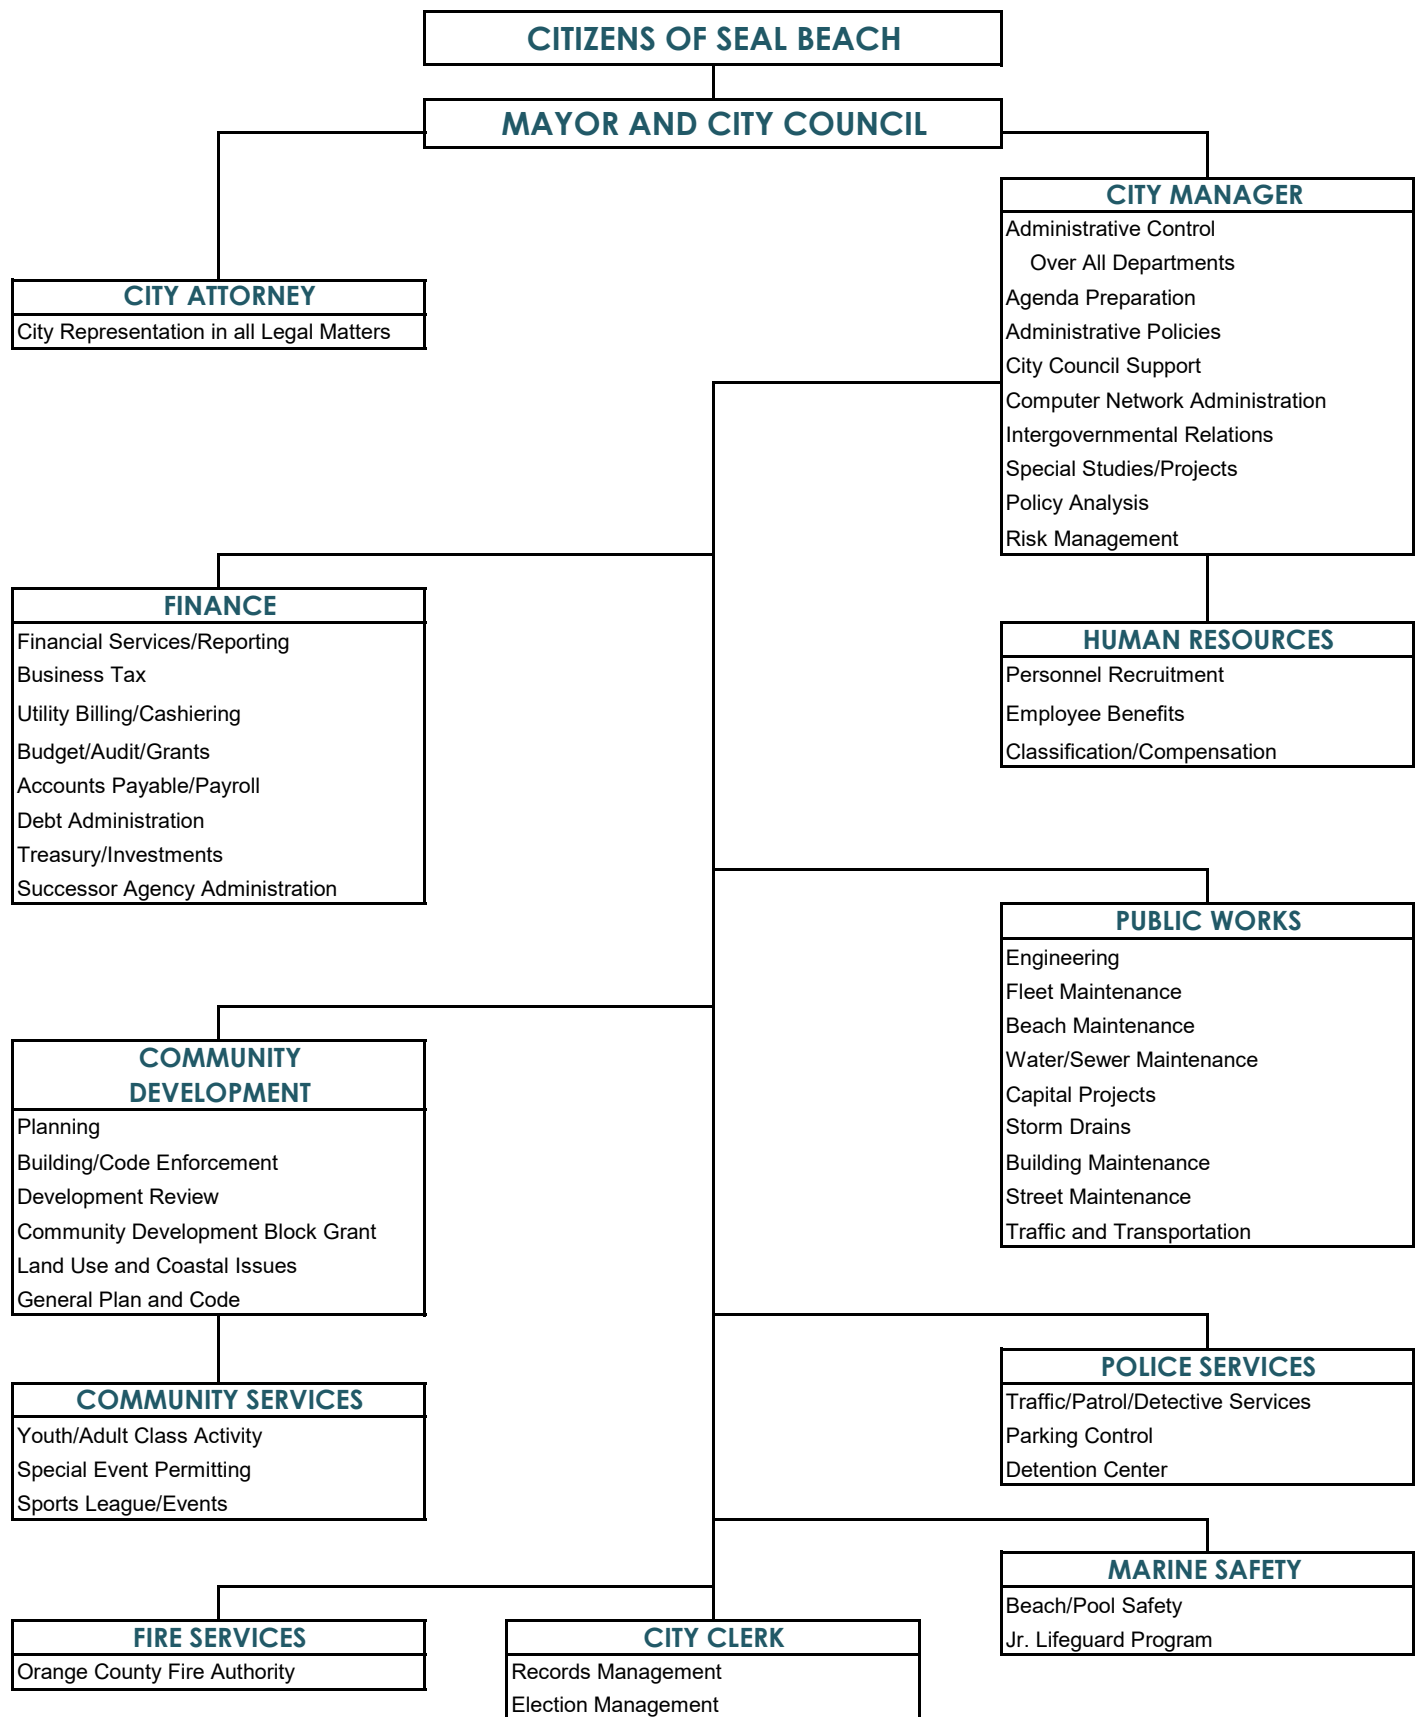 CITIZENS OF SEAL BEACH
MAYOR AND CITY COUNCIL
CITY MANAGER
Administrative Control
Over All Departments
Agenda Preparation
Administrative Policies
City Council Support
Computer Network Administration
Intergovernmental Relations
Special Studies/Projects
Policy Analysis
Risk Management
CITY ATTORNEY
City Representation in all Legal Matters
FINANCE
Financial Services/Reporting
Business Tax
Utility Billing/Cashiering
Budget/Audit/Grants
Accounts Payable/Payroll
Debt Administration
Treasury/Investments
Successor Agency Administration
HUMAN RESOURCES
Personnel Recruitment
Employee Benefits
Classification/Compensation
PUBLIC WORKS
Engineering
Fleet Maintenance
Beach Maintenance
Water/Sewer Maintenance
Capital Projects
Storm Drains
Building Maintenance
Street Maintenance
Traffic and Transportation
COMMUNITY
DEVELOPMENT
Planning
Building/Code Enforcement
Development Review
Community Development Block Grant
Land Use and Coastal Issues
General Plan and Code
COMMUNITY SERVICES
Youth/Adult Class Activity
Special Event Permitting
Sports League/Events
POLICE SERVICES
Traffic/Patrol/Detective Services
Parking Control
Detention Center
MARINE SAFETY
Beach/Pool Safety
Jr. Lifeguard Program
FIRE SERVICES
Orange County Fire Authority
CITY CLERK
Records Management
Election Management